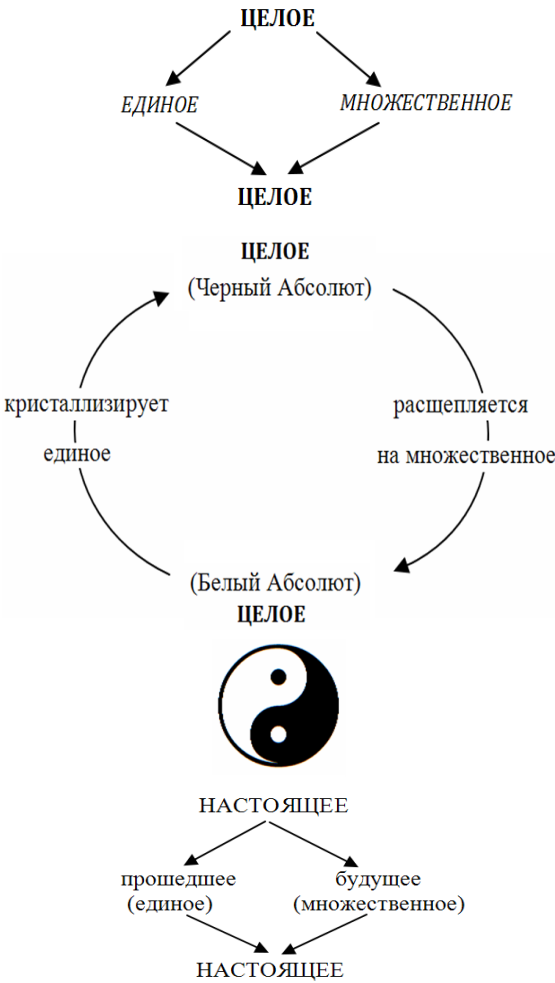 ЦЕЛОЕ
ЕДИНОЕ
МНОЖЕСТВЕННОЕ
ЦЕЛОЕ
ЦЕЛОЕ
(Черный Абсолют)
кристаллизирует
единое
расщепляется
на множественное
(Белый Абсолют)
ЦЕЛОЕ
НАСТОЯЩЕЕ
прошедшее
(единое)
будущее
(множественное)
НАСТОЯЩЕЕ